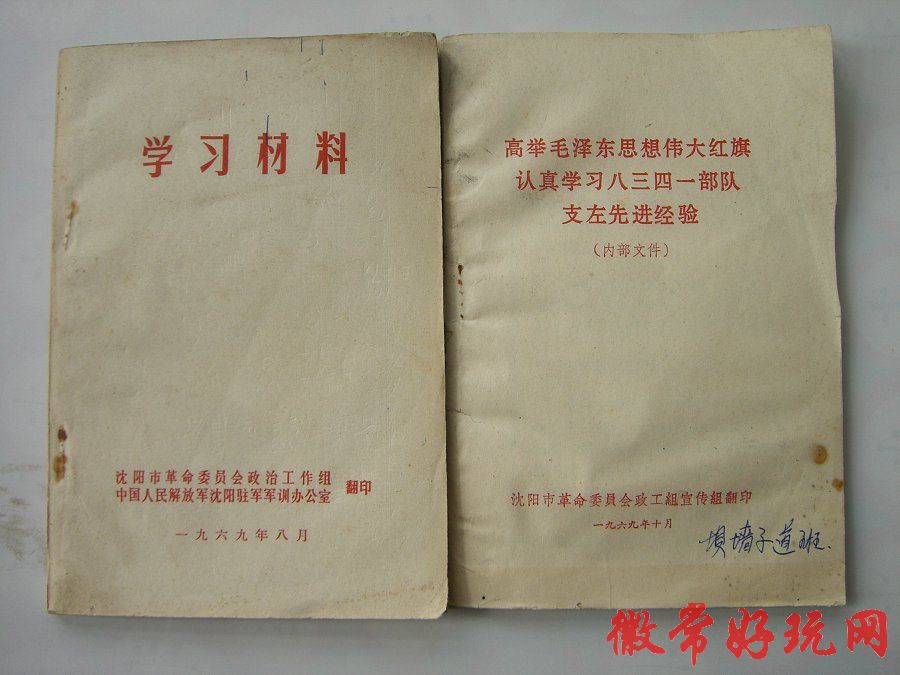 学习材料
沈阳市革命委员会政治工作组
中国人民解放军沈阳驻军军训办公室
翻印
一九六九年八月
高举毛泽东思想伟大红旗
认真学习八三四一部队
支左先进经验
（内部文件）
沈阳市革命委員会政工組宣传組翻印
一九六九年十月
坝墙子道班.
徽常好玩网